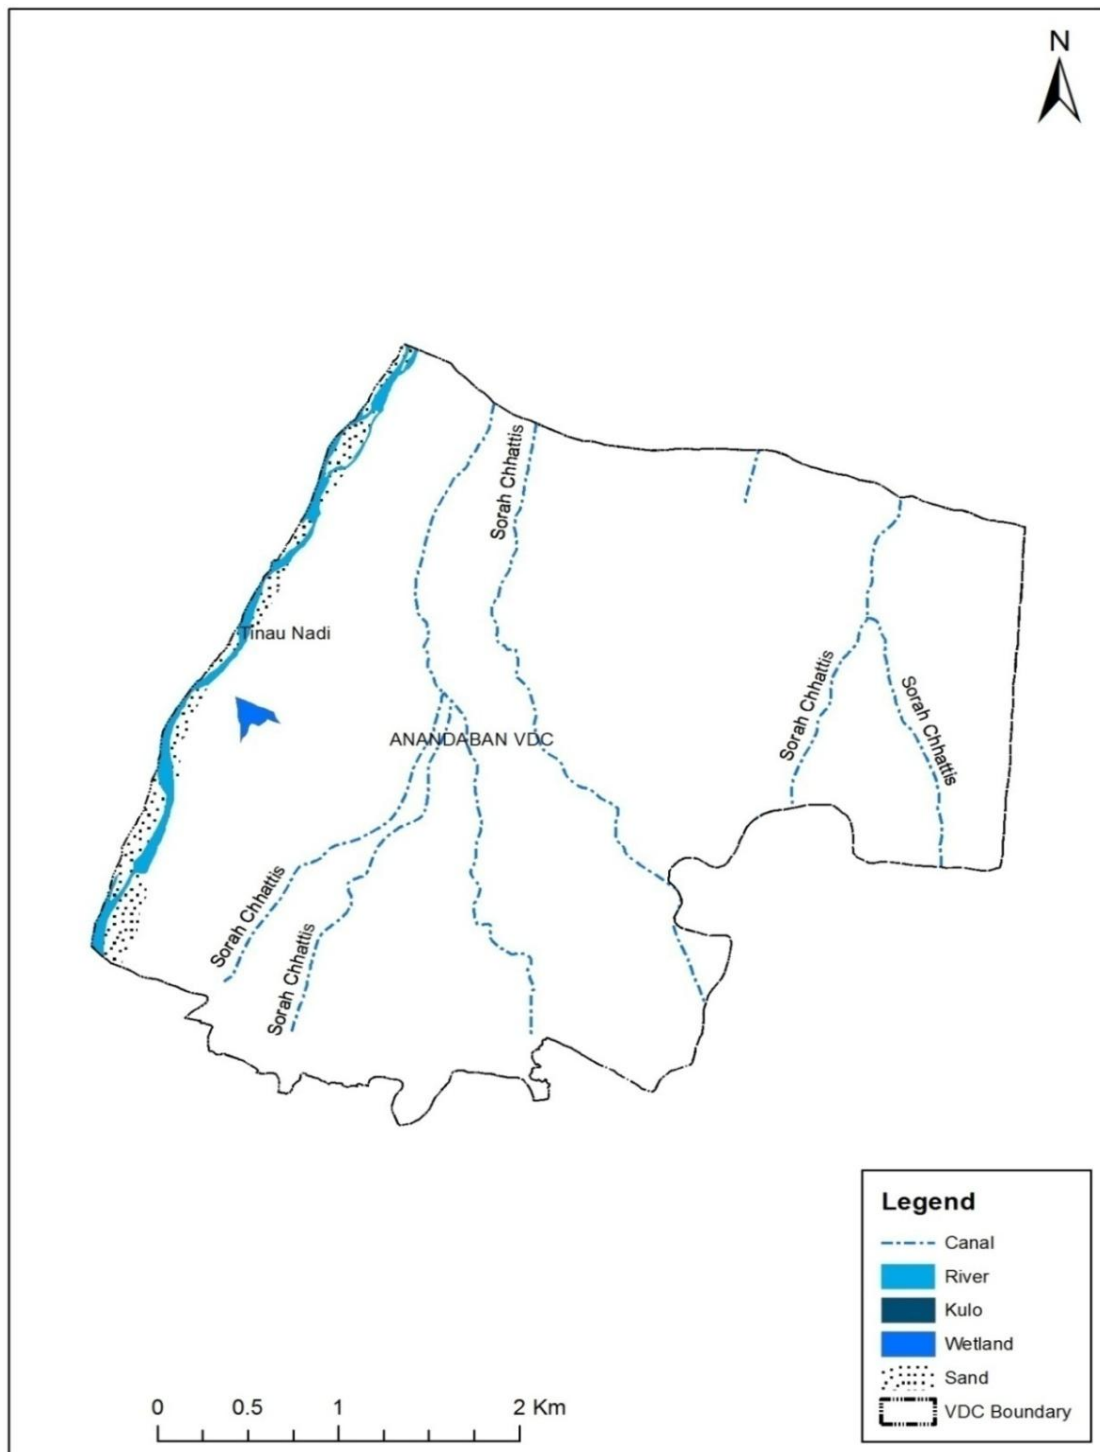 N
Sorah Chhattis
Tinau Nadi
Sorah Chhattis
Sorah Chhattis
ANANDABAN VDC
Sorah Chhattis
Sorah Chhattis
Legend
Canal
River
Kulo
Wetland
Sand
VDC Boundary
0 0.5 1 2 Km